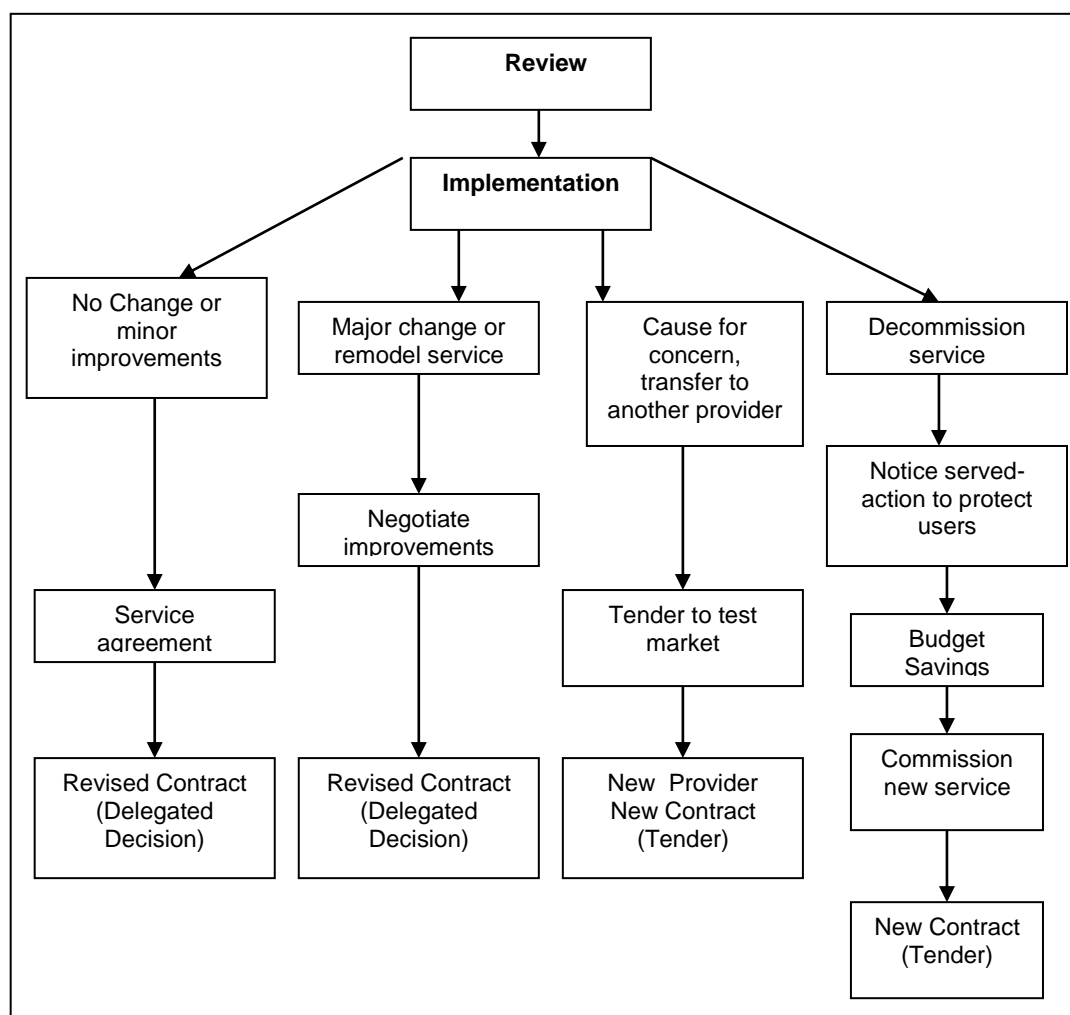 Review
Implementation
No Change or
minor
improvements
Major change or
remodel service
Cause for
concern,
transfer to
another provider
Decommission
service
Notice served-
action to protect
users
Negotiate
improvements
Service
agreement
Tender to test
market
Budget
Savings
Revised Contract
(Delegated
Decision)
Revised Contract
(Delegated
Decision)
New Provider
New Contract
(Tender)
Commission
new service
New Contract
(Tender)